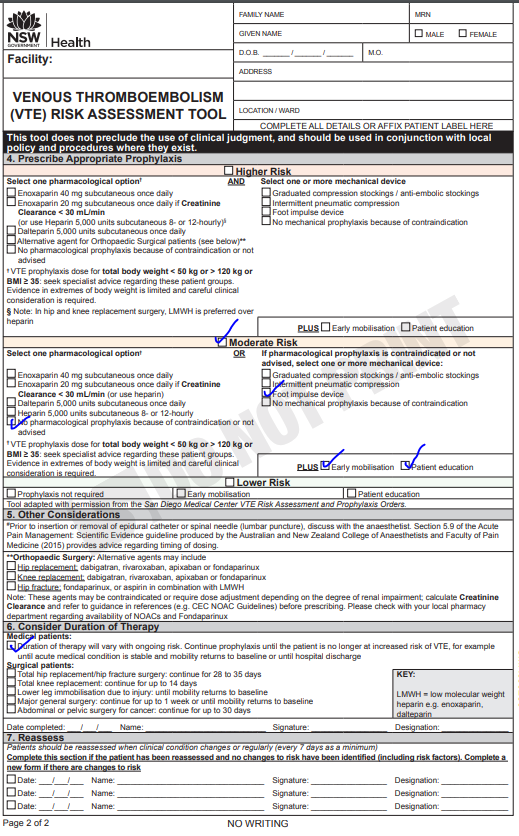 FAMILY NAME
MRN
NSW
GOVERNMENT
Health
GIVEN NAME
MALE
FEMALE
Facility:
D.O.B. ______ / ______ / ______
M.O.
ADDRESS
VENOUS THROMBOEMBOLISM
(VTE) RISK ASSESSMENT TOOL
LOCATION / WARD
COMPLETE ALL DETAILS OR AFFIX PATIENT LABEL HERE
This tool does not preclude the use of clinical judgment, and should be used in conjunction with local
policy and procedures where they exist.
4. Prescribe Appropriate Prophylaxis
Higher Risk
Select one pharmacological option†
AND
Select one or more mechanical device
Enoxaparin 40 mg subcutaneous once daily
Enoxaparin 20 mg subcutaneous once daily if Creatinine
Clearance < 30 mL/min
(or use Heparin 5,000 units subcutaneous 8- or 12-hourly)§
Dalteparin 5,000 units subcutaneous once daily
Alternative agent for Orthopaedic Surgical patients (see below)**
No pharmacological prophylaxis because of contraindication or not
advised
Graduated compression stockings / anti-embolic stockings
Intermittent pneumatic compression
Foot impulse device
No mechanical prophylaxis because of contraindication
† VTE prophylaxis dose for total body weight < 50 kg or > 120 kg or
BMI ≥ 35: seek specialist advice regarding these patient groups.
Evidence in extremes of body weight is limited and careful clinical
consideration is required.
§ Note: In hip and knee replacement surgery, LMWH is preferred over
heparin
PLUS Early mobilisation Patient education
Moderate Risk
Select one pharmacological option†
OR
If pharmacological prophylaxis is contraindicated or not
advised, select one or more mechanical device:
Enoxaparin 40 mg subcutaneous once daily
Enoxaparin 20 mg subcutaneous once daily if Creatinine
Clearance < 30 mL/min (or use heparin)
Dalteparin 5,000 units subcutaneous once daily
Heparin 5,000 units subcutaneous 8- or 12-hourly
No pharmacological prophylaxis because of contraindication or not
advised
Graduated compression stockings / anti-embolic stockings
Intermittent pneumatic compression
Foot impulse device
No mechanical prophylaxis because of contraindication
† VTE prophylaxis dose for total body weight < 50 kg or > 120 kg or
BMI ≥ 35: seek specialist advice regarding these patient groups.
Evidence in extremes of body weight is limited and careful clinical
consideration is required.
PLUS Early mobilisation Patient education
Lower Risk
Prophylaxis not required
Early mobilisation
Patient education
Tool adapted with permission from the San Diego Medical Center VTE Risk Assessment and Prophylaxis Orders.
5. Other Considerations
*Prior to insertion or removal of epidural catheter or spinal needle (lumbar puncture), discuss with the anaesthetist. Section 5.9 of the Acute
Pain Management: Scientific Evidence guideline produced by the Australian and New Zealand College of Anaesthetists and Faculty of Pain
Medicine (2015) provides advice regarding timing of dosing.
**Orthopaedic Surgery: Alternative agents may include
Hip replacement: dabigatran, rivaroxaban, apixaban or fondaparinux
Knee replacement: dabigatran, rivaroxaban, apixaban or fondaparinux
Hip fracture: fondaparinux, or aspirin in combination with LMWH
Note: These agents may be contraindicated or require dose adjustment depending on the degree of renal impairment; calculate Creatinine
Clearance and refer to guidance in references (e.g. CEC NOAC Guidelines) before prescribing. Please check with your local pharmacy
department regarding availability of NOACs and Fondaparinux
6. Consider Duration of Therapy
Medical patients:
Duration of therapy will vary with ongoing risk. Continue prophylaxis until the patient is no longer at increased risk of VTE, for example
until acute medical condition is stable and mobility returns to baseline or until hospital discharge
Surgical patients:
Total hip replacement/hip fracture surgery: continue for 28 to 35 days
Total knee replacement: continue for up to 14 days
Lower leg immobilisation due to injury: until mobility returns to baseline
Major general surgery: continue for up to 1 week or until mobility returns to baseline
Abdominal or pelvic surgery for cancer: continue for up to 30 days
KEY:
LMWH = low molecular weight
heparin e.g. enoxaparin,
dalteparin
Date completed: ___/___/___ Name: Signature: Designation:
7. Reassess
Patients should be reassessed when clinical condition changes or regularly (every 7 days as a minimum)
Complete this section if the patient has been reassessed and no changes to risk have been identified (including risk factors). Complete a
new form if there are changes to risk
Date: ___/___/___ Name: Signature: Designation:
Date: ___/___/___ Name: Signature: Designation:
Date: ___/___/___ Name: Signature: Designation:
Page 2 of 2
NO WRITING
DO NOT PRINT